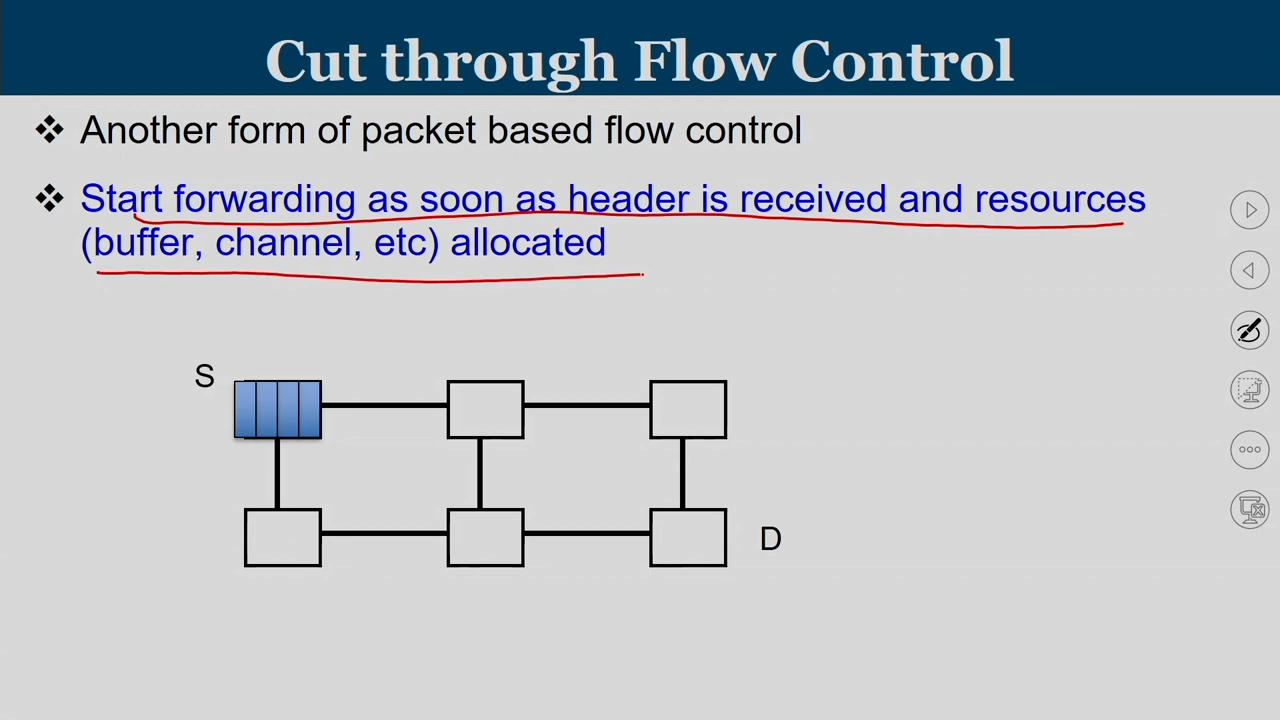 Cut through Flow Control
❖ Another form of packet based flow control
❖ Start forwarding as soon as header is received and resources
(buffer, channel, etc) allocated
S
D